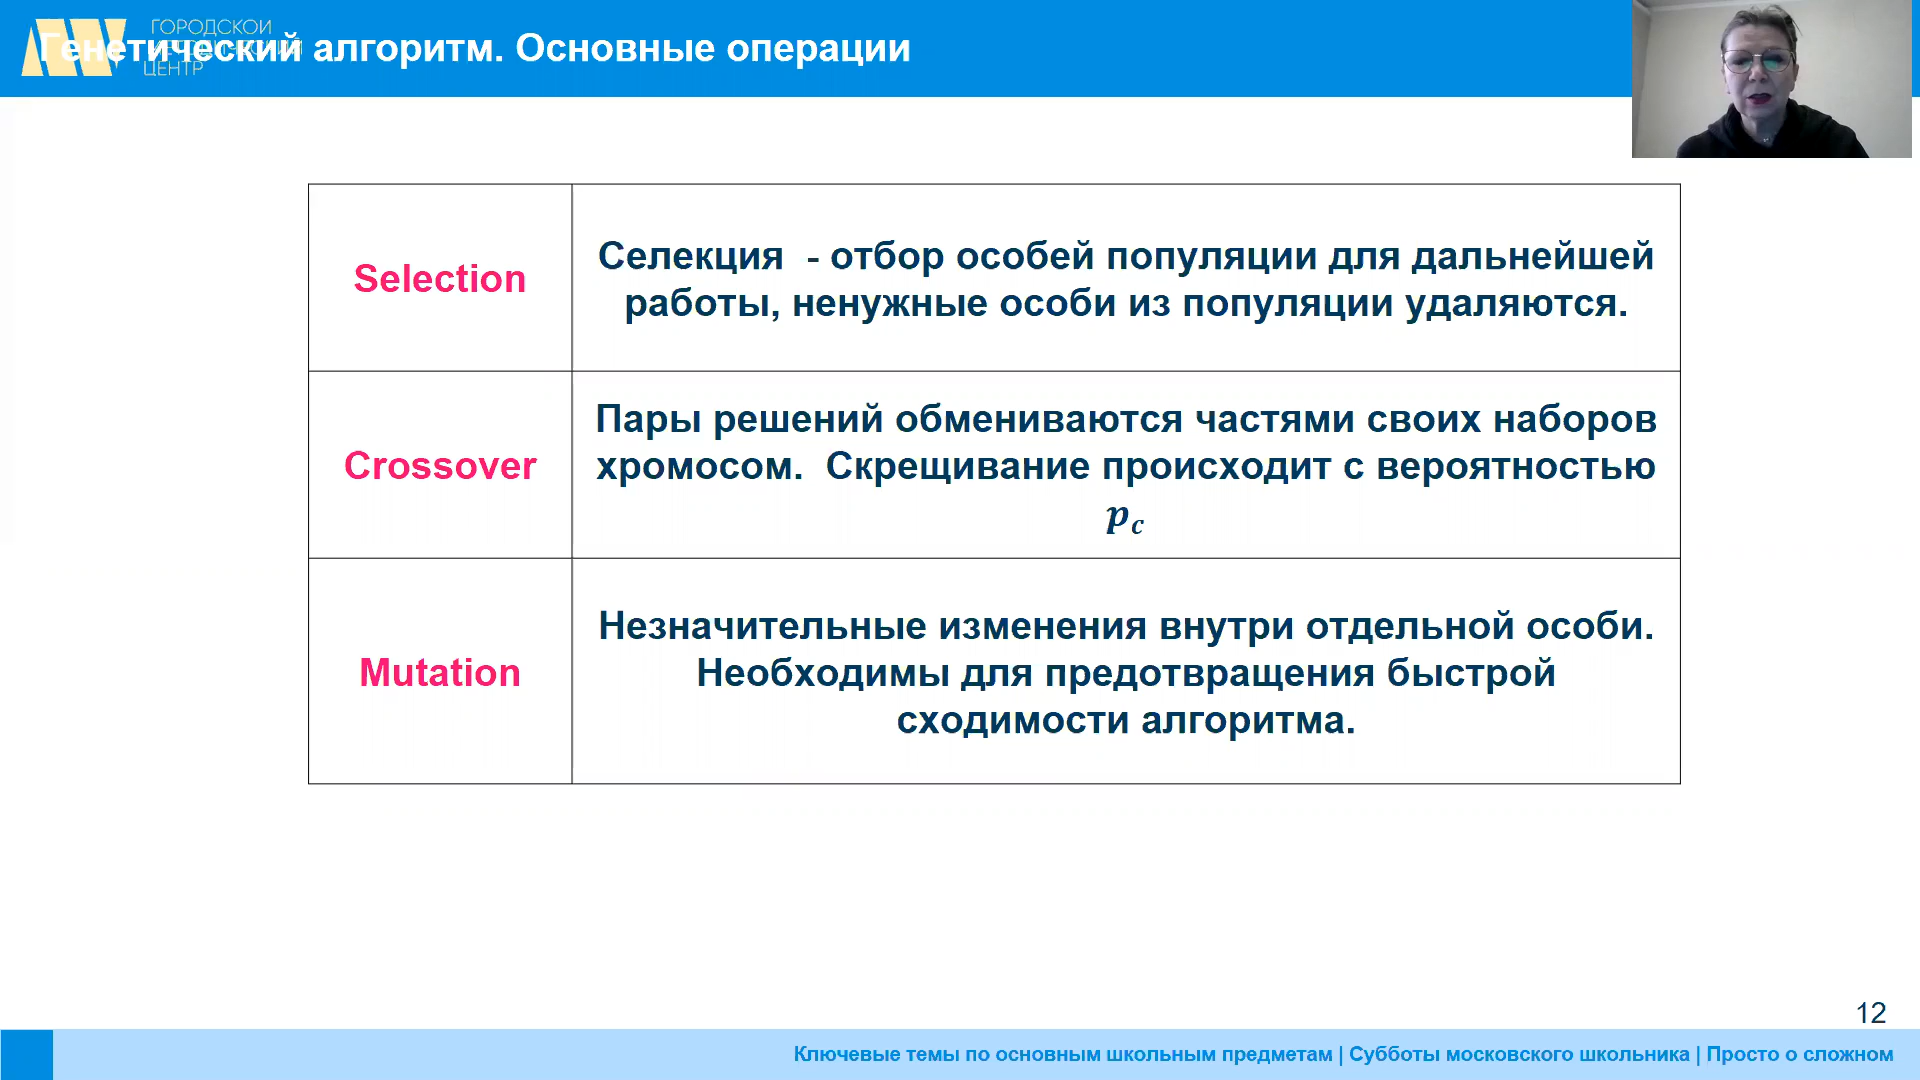 ГОРОДСКОЙ
ЦЕНТР
Генетический алгоритм. Основные операции
Selection
Селекция - отбор особей популяции для дальнейшей
работы, ненужные особи из популяции удаляются.
Crossover
Пары решений обмениваются частями своих наборов
хромосом. Скрещивание происходит с вероятностью
p_c
Mutation
Незначительные изменения внутри отдельной особи.
Необходимы для предотвращения быстрой
сходимости алгоритма.
12
Ключевые темы по основным школьным предметам | Субботы московского школьника | Просто о сложном